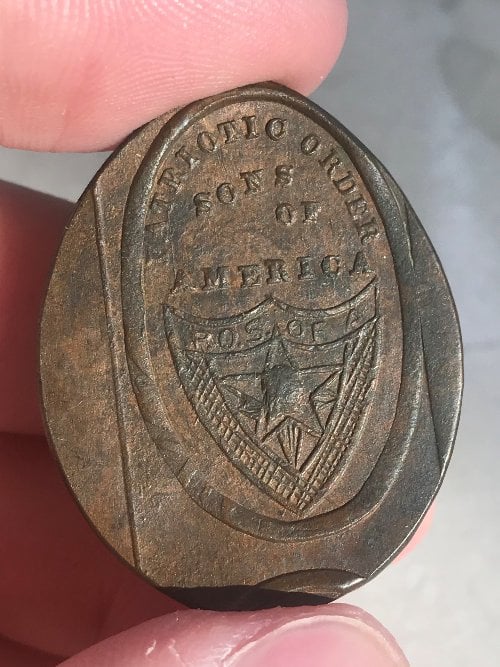 PATRIOTIC ORDER
SONS
OF
AMERICA
P.O.S. OF A